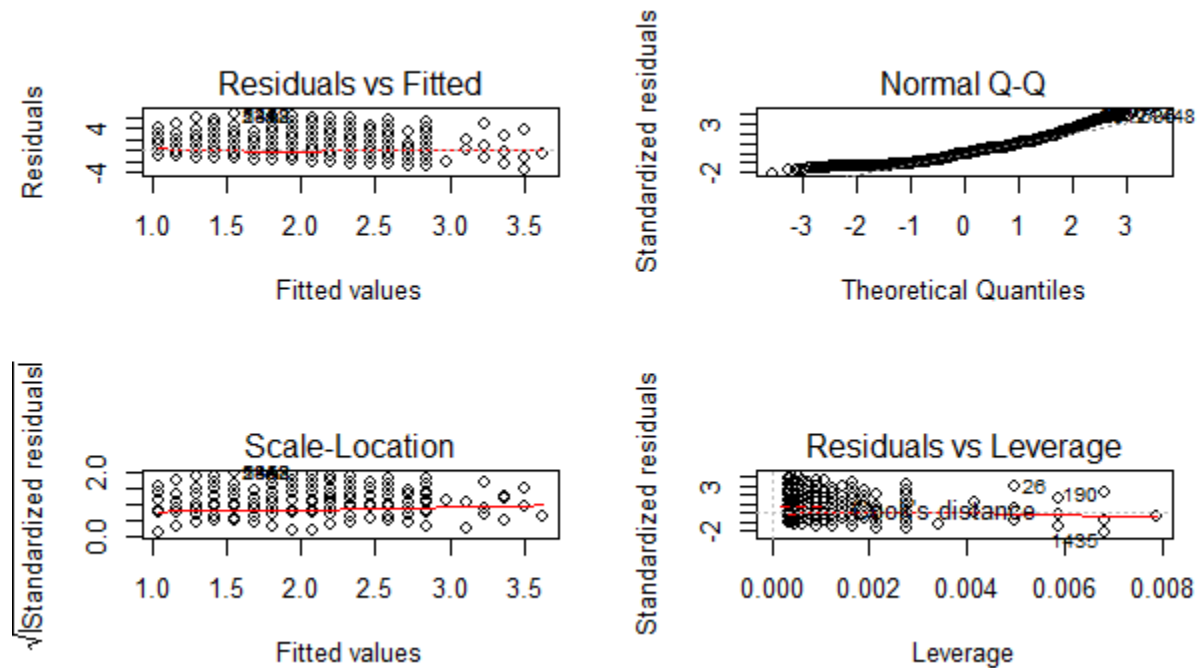 Residuals vs Fitted
Residuals
4
-4
1.0 1.5 2.0 2.5 3.0 3.5
Fitted values
Normal Q-Q
Standardized residuals
3
-2
-3 -2 -1 0 1 2 3
Theoretical Quantiles
Scale-Location
√|Standardized residuals|
2.0
0.0
1.0 1.5 2.0 2.5 3.0 3.5
Fitted values
Residuals vs Leverage
Standardized residuals
3
-2
26
190
distance
1435
0.000 0.002 0.004 0.006 0.008
Leverage